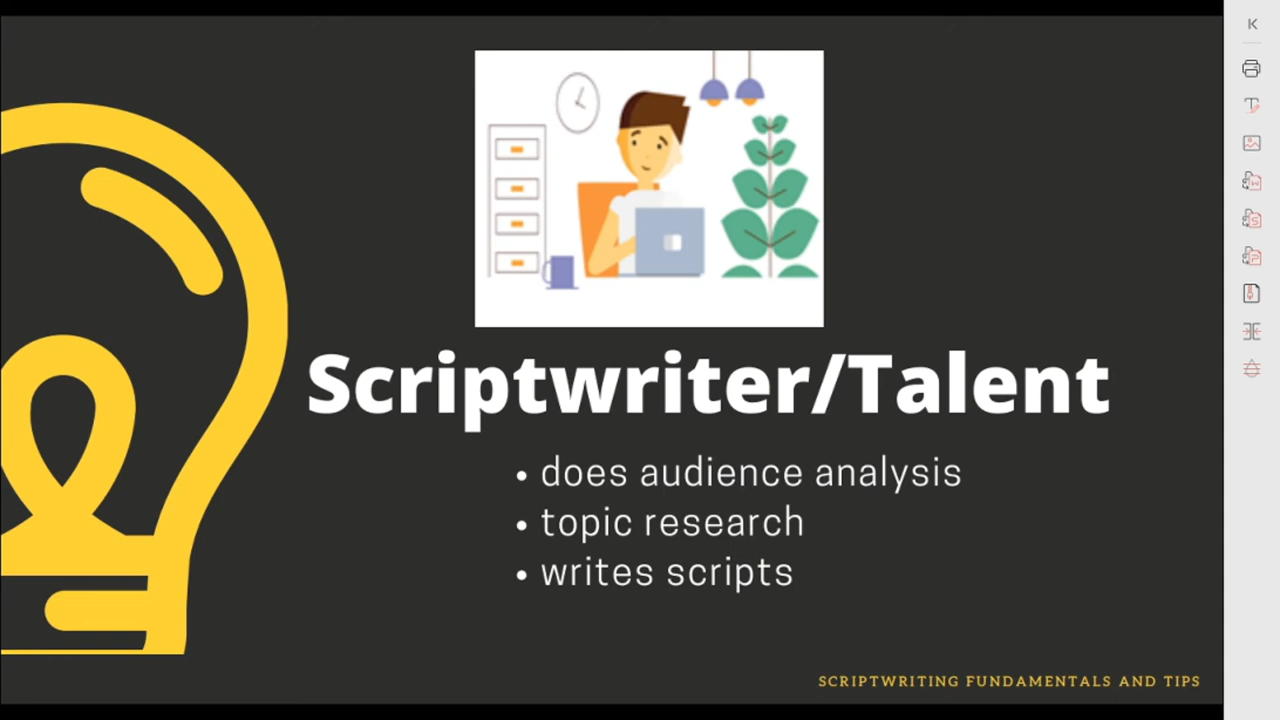 Scriptwriter/Talent
• does audience analysis
• topic research
• writes scripts
SCRIPTWRITING FUNDAMENTALS AND TIPS